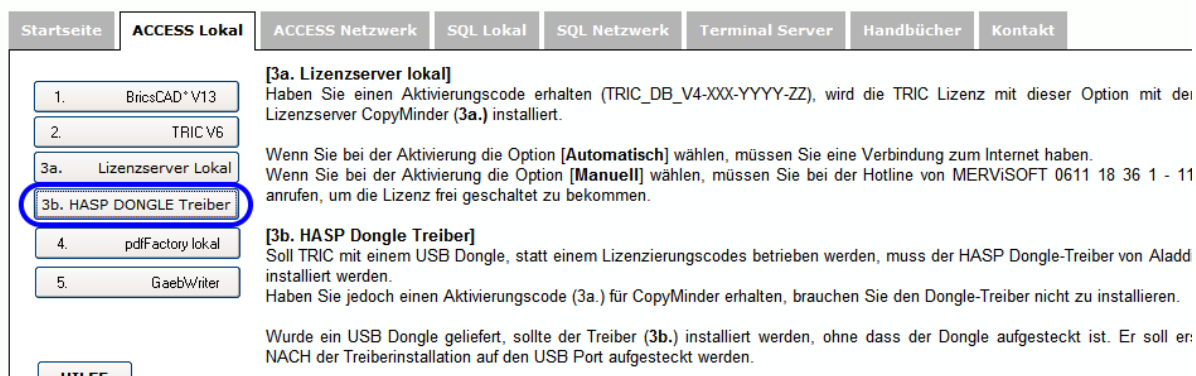 Startseite ACCESS Lokal ACCESS Netzwerk SQL Lokal SQL Netzwerk Terminal Server Handbücher Kontakt
1. BricsCAD® V13
2. TRIC V6
3a. Lizenzserver Lokal
3b. HASP DONGLE Treiber
4. pdfFactory lokal
5. GaebWriter
[3a. Lizenzserver lokal]
Haben Sie einen Aktivierungscode erhalten (TRIC_DB_V4-XXX-YYYY-ZZ), wird die TRIC Lizenz mit dieser Option mit
Lizenzserver CopyMinder (3a.) installiert.
Wenn Sie bei der Aktivierung die Option [Automatisch] wählen, müssen Sie eine Verbindung zum Internet haben.
Wenn Sie bei der Aktivierung die Option [Manuell] wählen, müssen Sie bei der Hotline von MERViSOFT 0611 18 36 1 - 11
anrufen, um die Lizenz frei geschaltet zu bekommen.
[3b. HASP Dongle Treiber]
Soll TRIC mit einem USB Dongle, statt einem Lizenzierungscodes betrieben werden, muss der HASP Dongle-Treiber von
installiert werden.
Haben Sie jedoch einen Aktivierungscode (3a.) für CopyMinder erhalten, brauchen Sie den Dongle-Treiber nicht zu installieren.
Wurde ein USB Dongle geliefert, sollte der Treiber (3b.) installiert werden, ohne dass der Dongle aufgesteckt ist. Er soll
NACH der Treiberinstallation auf den USB Port aufgesteckt werden.